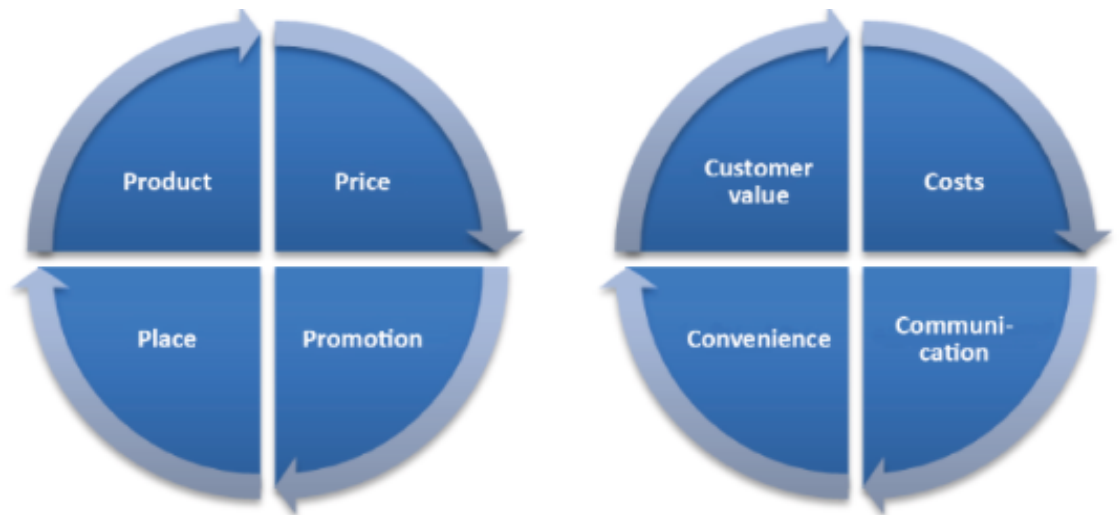 Product
Price
Place
Promotion
Customer
value
Costs
Convenience
Communi-
cation